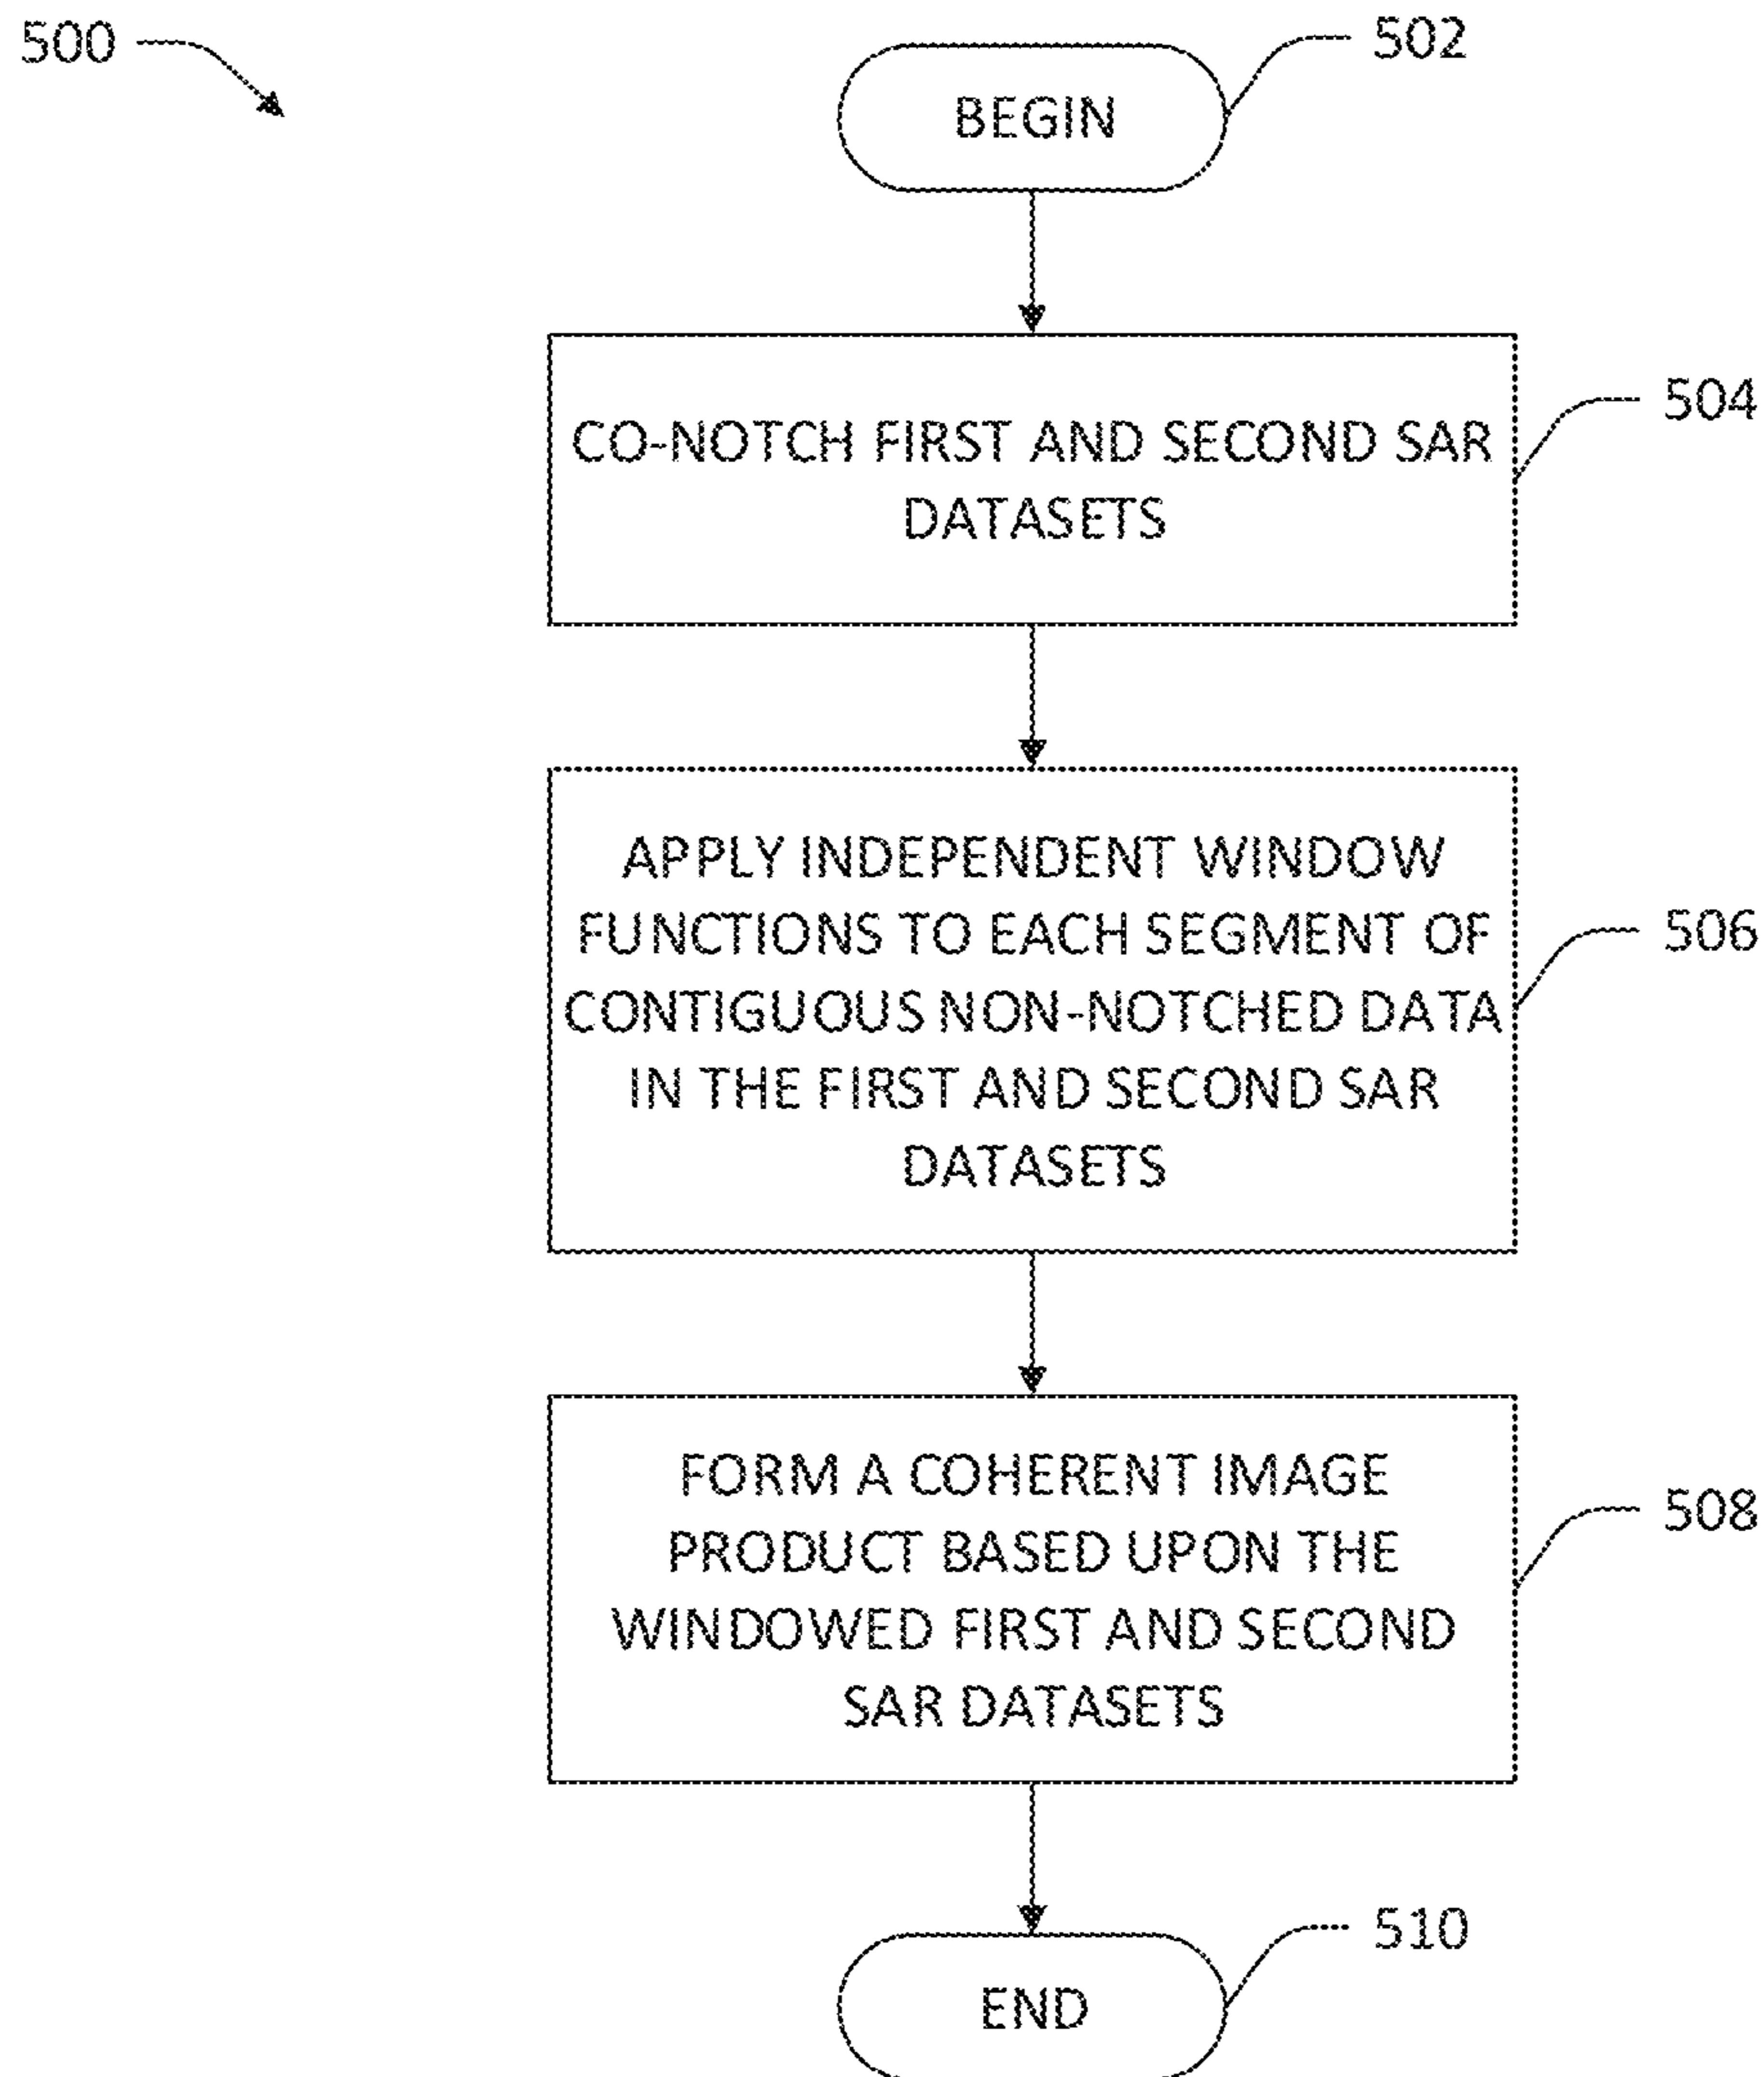 500
502
BEGIN
504
CO-NOTCH FIRST AND SECOND SAR
DATASETS
APPLY INDEPENDENT WINDOW
FUNCTIONS TO EACH SEGMENT OF
506
CONTIGUOUS NON-NOTCHED DATA
IN THE FIRST AND SECOND SAR
DATASETS
FORM A COHERENT IMAGE
508
PRODUCT BASED UPON THE
WINDOWED FIRST AND SECOND
SAR DATASETS
510
END